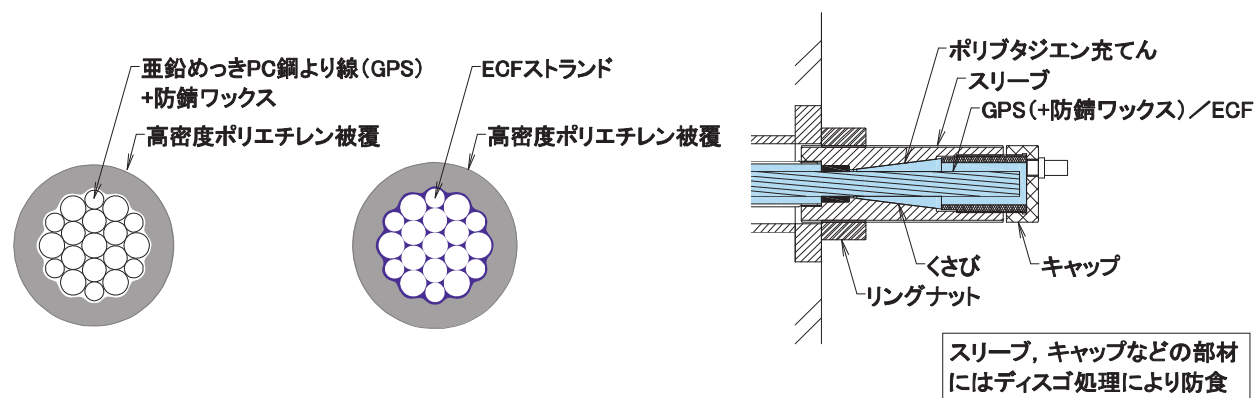 亜鉛めっきPC鋼より線(GPS)
+防錆ワックス
高密度ポリエチレン被覆
ECFストランド
高密度ポリエチレン被覆
ポリブタジエン充てん
スリーブ
GPS(+防錆ワックス)/ECF
くさび
キャップ
リングナット
スリーブ,キャップなどの部材
にはディスゴ処理により防食